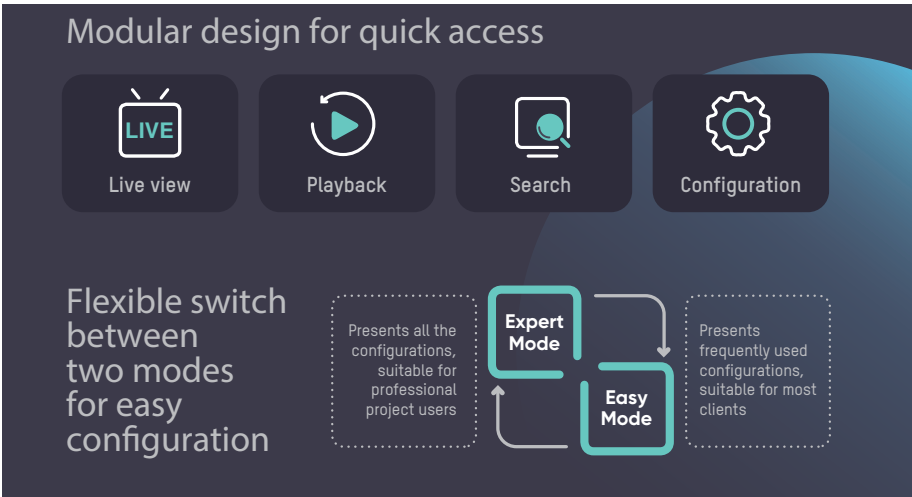 Modular design for quick access
LIVE
Live view
Playback
Search
Configuration
Flexible switch
between
two modes
for easy
configuration
Presents all the
configurations,
suitable for
professional
project users
Expert
Mode
Easy
Mode
Presents
frequently used
configurations,
suitable for most
clients